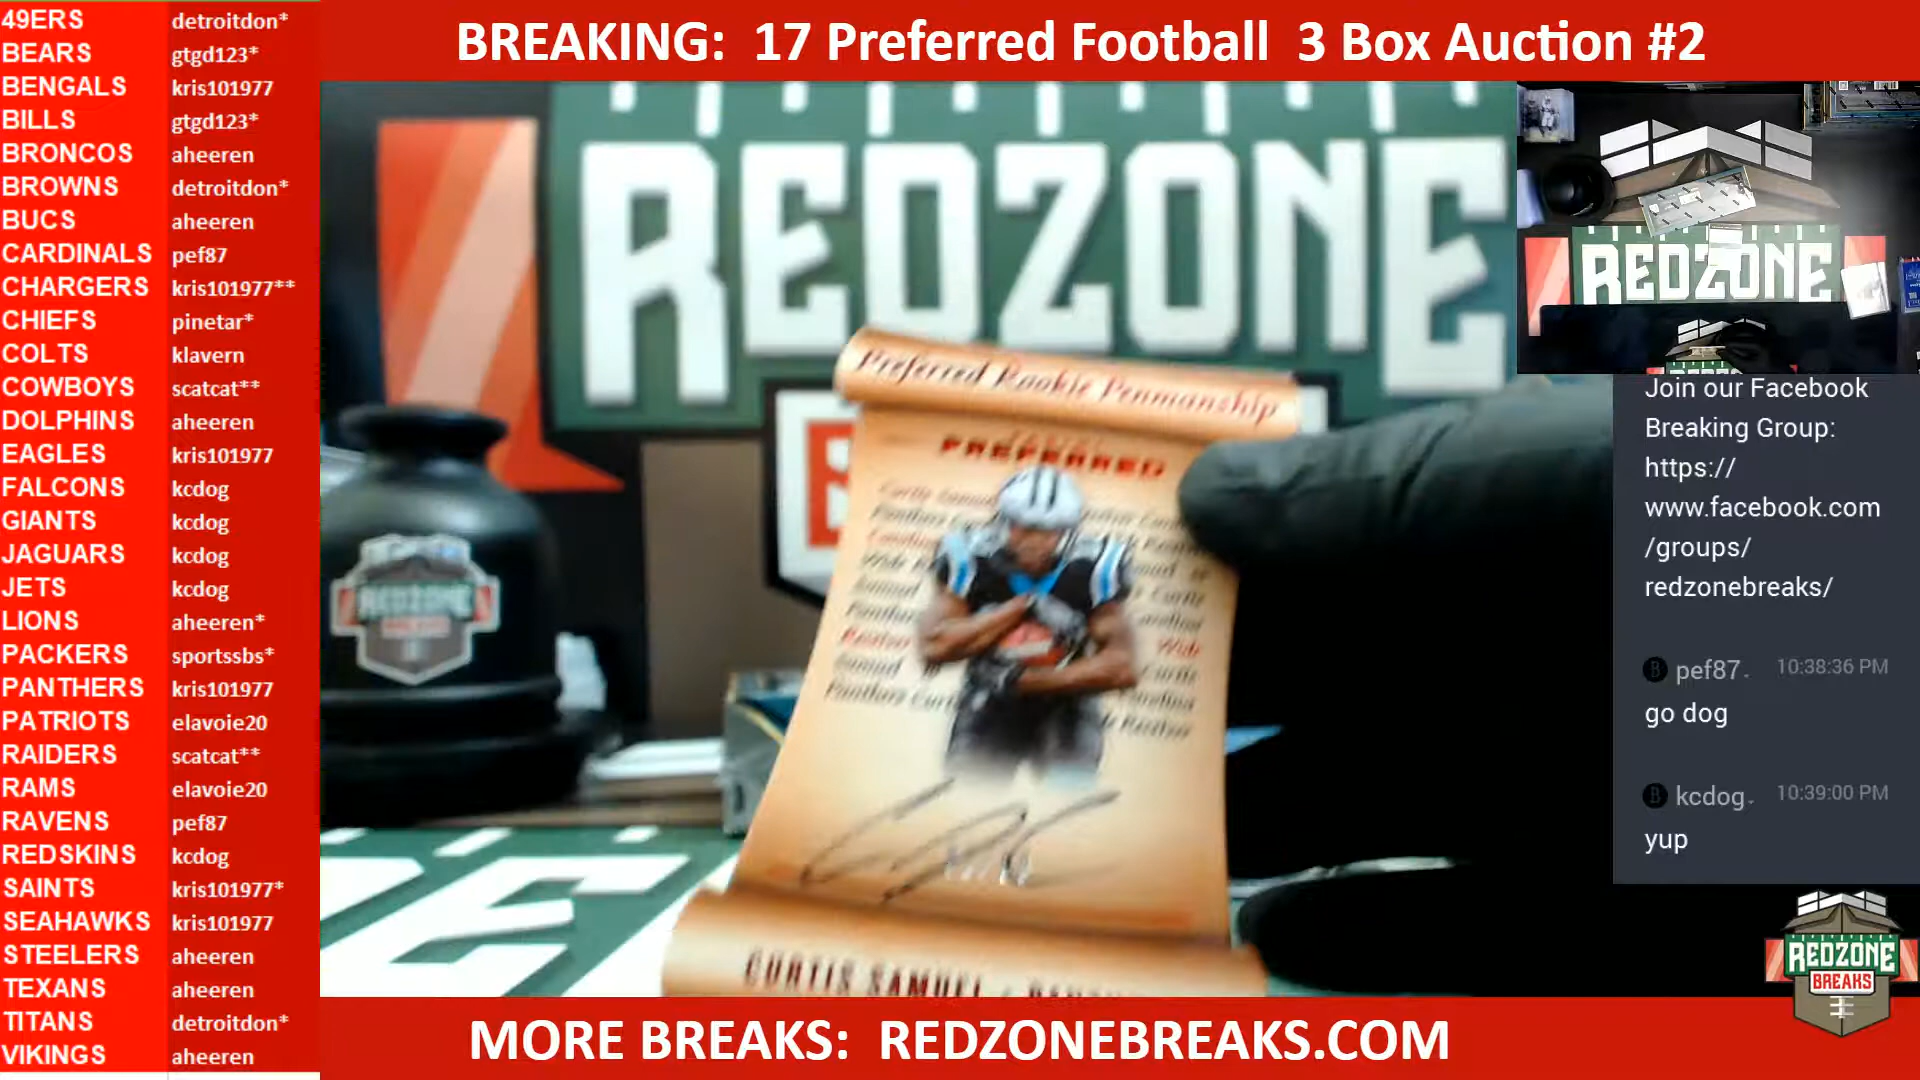 BREAKING: 17 Preferred Football 3 Box Auction #2
49ERS detroitdon*
BEARS gtgd123*
BENGALS kris101977
BILLS gtgd123*
BRONCOS aheeren
BROWNS detroitdon*
BUCS aheeren
CARDINALS pef87
CHARGERS kris101977**
CHIEFS pinetar*
COLTS klavern
COWBOYS scatcat**
DOLPHINS aheeren
EAGLES kris101977
FALCONS kcdog
GIANTS kcdog
JAGUARS kcdog
JETS kcdog
LIONS aheeren*
PACKERS sportssbs*
PANTHERS kris101977
PATRIOTS elavoie20
RAIDERS scatcat**
RAMS elavoie20
RAVENS pef87
REDSKINS kcdog
SAINTS kris101977*
SEAHAWKS kris101977
STEELERS aheeren
TEXANS aheeren
TITANS detroitdon*
VIKINGS aheeren
REDZONE
REDZONE
BREAKS
Preferred Rookie Penmanship
PREFERRED
CURTIS SAMUEL
REDZONE
Join our Facebook
Breaking Group:
https://
www.facebook.com
/groups/
redzonebreaks/
pef87 10:38:36 PM
go dog
kcdog 10:39:00 PM
yup
REDZONE
BREAKS
MORE BREAKS: REDZONEBREAKS.COM